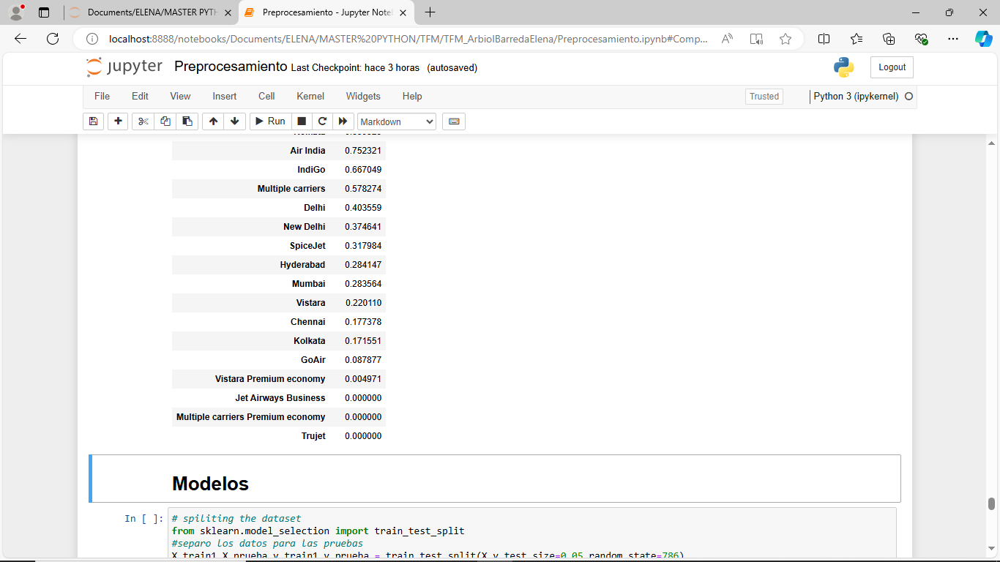 Documents/ELENA/MASTER PYTH
Preprocesamiento - Jupyter Note
localhost:8888/notebooks/Documents/ELENA/MASTER%20PYTHON/TFM/TFM_ArbiolBarredaElena/Preprocesamiento.ipynb#Comp...
jupyter Preprocesamiento Last Checkpoint: hace 3 horas (autosaved)
Logout
File Edit View Insert Cell Kernel Widgets Help
Trusted Python 3 (ipykernel)
Run Markdown
Air India 0.752321
IndiGo 0.667049
Multiple carriers 0.578274
Delhi 0.403559
New Delhi 0.374641
SpiceJet 0.317984
Hyderabad 0.284147
Mumbai 0.283564
Vistara 0.220110
Chennai 0.177378
Kolkata 0.171551
GoAir 0.087877
Vistara Premium economy 0.004971
Jet Airways Business 0.000000
Multiple carriers Premium economy 0.000000
Trujet 0.000000
Modelos
In [ ]: # spiliting the dataset
from sklearn.model_selection import train_test_split
#separo los datos para las pruebas
X_train1,X_prueba,y_train1,y_prueba = train_test_split(X,y,test_size=0.05,random_state=786)